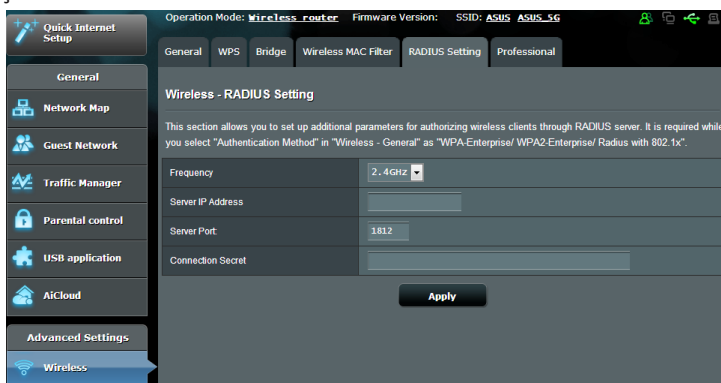 Operation Mode: Wireless router Firmware Version: SSID: ASUS ASUS_5G
Quick Internet
Setup
General WPS Bridge Wireless MAC Filter RADIUS Setting Professional
General
Network Map
Guest Network
Traffic Manager
Parental control
USB application
AiCloud
Advanced Settings
Wireless
Wireless - RADIUS Setting
This section allows you to set up additional parameters for authorizing wireless clients through RADIUS server. It is required while
you select "Authentication Method" in "Wireless - General" as "WPA-Enterprise/ WPA2-Enterprise/ Radius with 802.1x".
Frequency 2.4GHz
Server IP Address
Server Port: 1812
Connection Secret
Apply